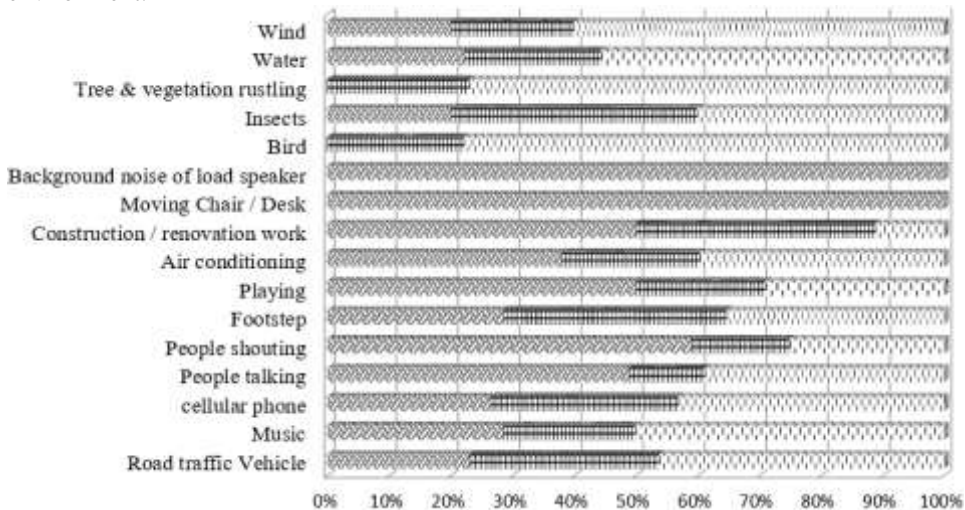 Wind
Water
Tree & vegetation rustling
Insects
Bird
Background noise of load speaker
Moving Chair / Desk
Construction / renovation work
Air conditioning
Playing
Footstep
People shouting
People talking
cellular phone
Music
Road traffic Vehicle
0% 10% 20% 30% 40% 50% 60% 70% 80% 90% 100%